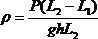 ρ = P(L₂ − L₁) / ghL₂